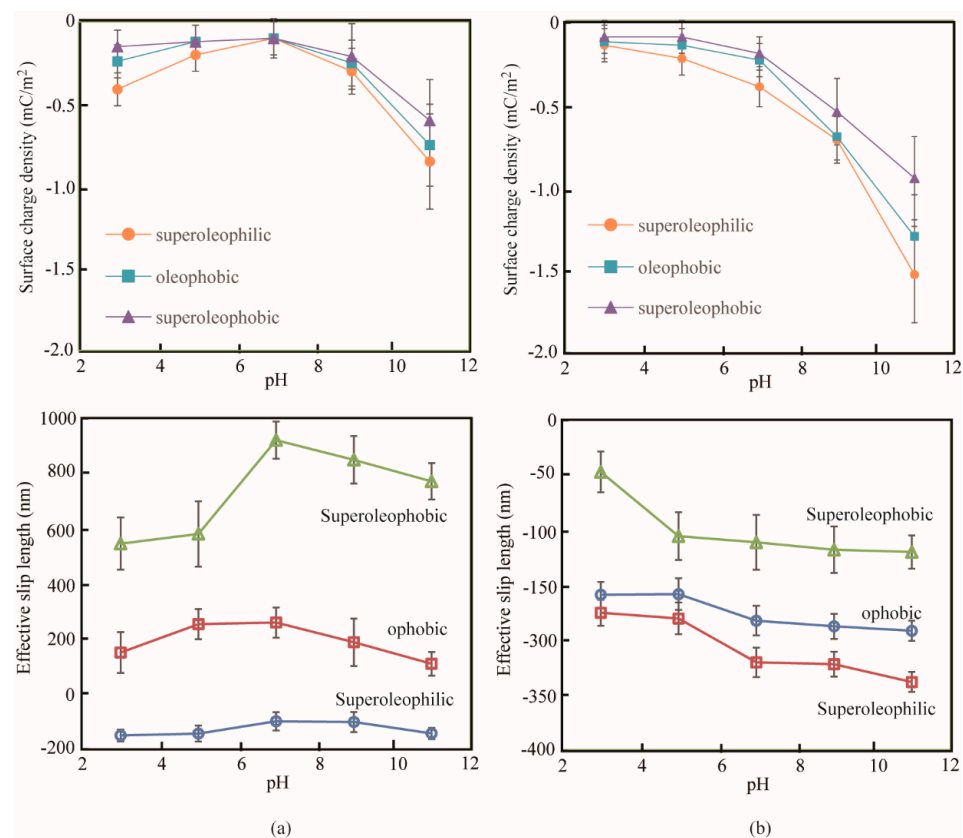 0
-0.5
-1.0
-1.5
-2.0
Surface charge density (mC/m²)
superoleophilic
oleophobic
superoleophobic
2 4 6 8 10 12
pH
0
-0.5
-1.0
-1.5
-2.0
Surface charge density (mC/m²)
superoleophilic
oleophobic
superoleophobic
2 4 6 8 10 12
pH
1000
800
600
400
200
0
-200
Effective slip length (nm)
Superoleophobic
ophobic
Superoleophilic
2 4 6 8 10 12
pH
(a)
0
-50
-100
-150
-300
-350
-400
Effective slip length (nm)
Superoleophobic
ophobic
Superoleophilic
2 4 6 8 10 12
pH
(b)